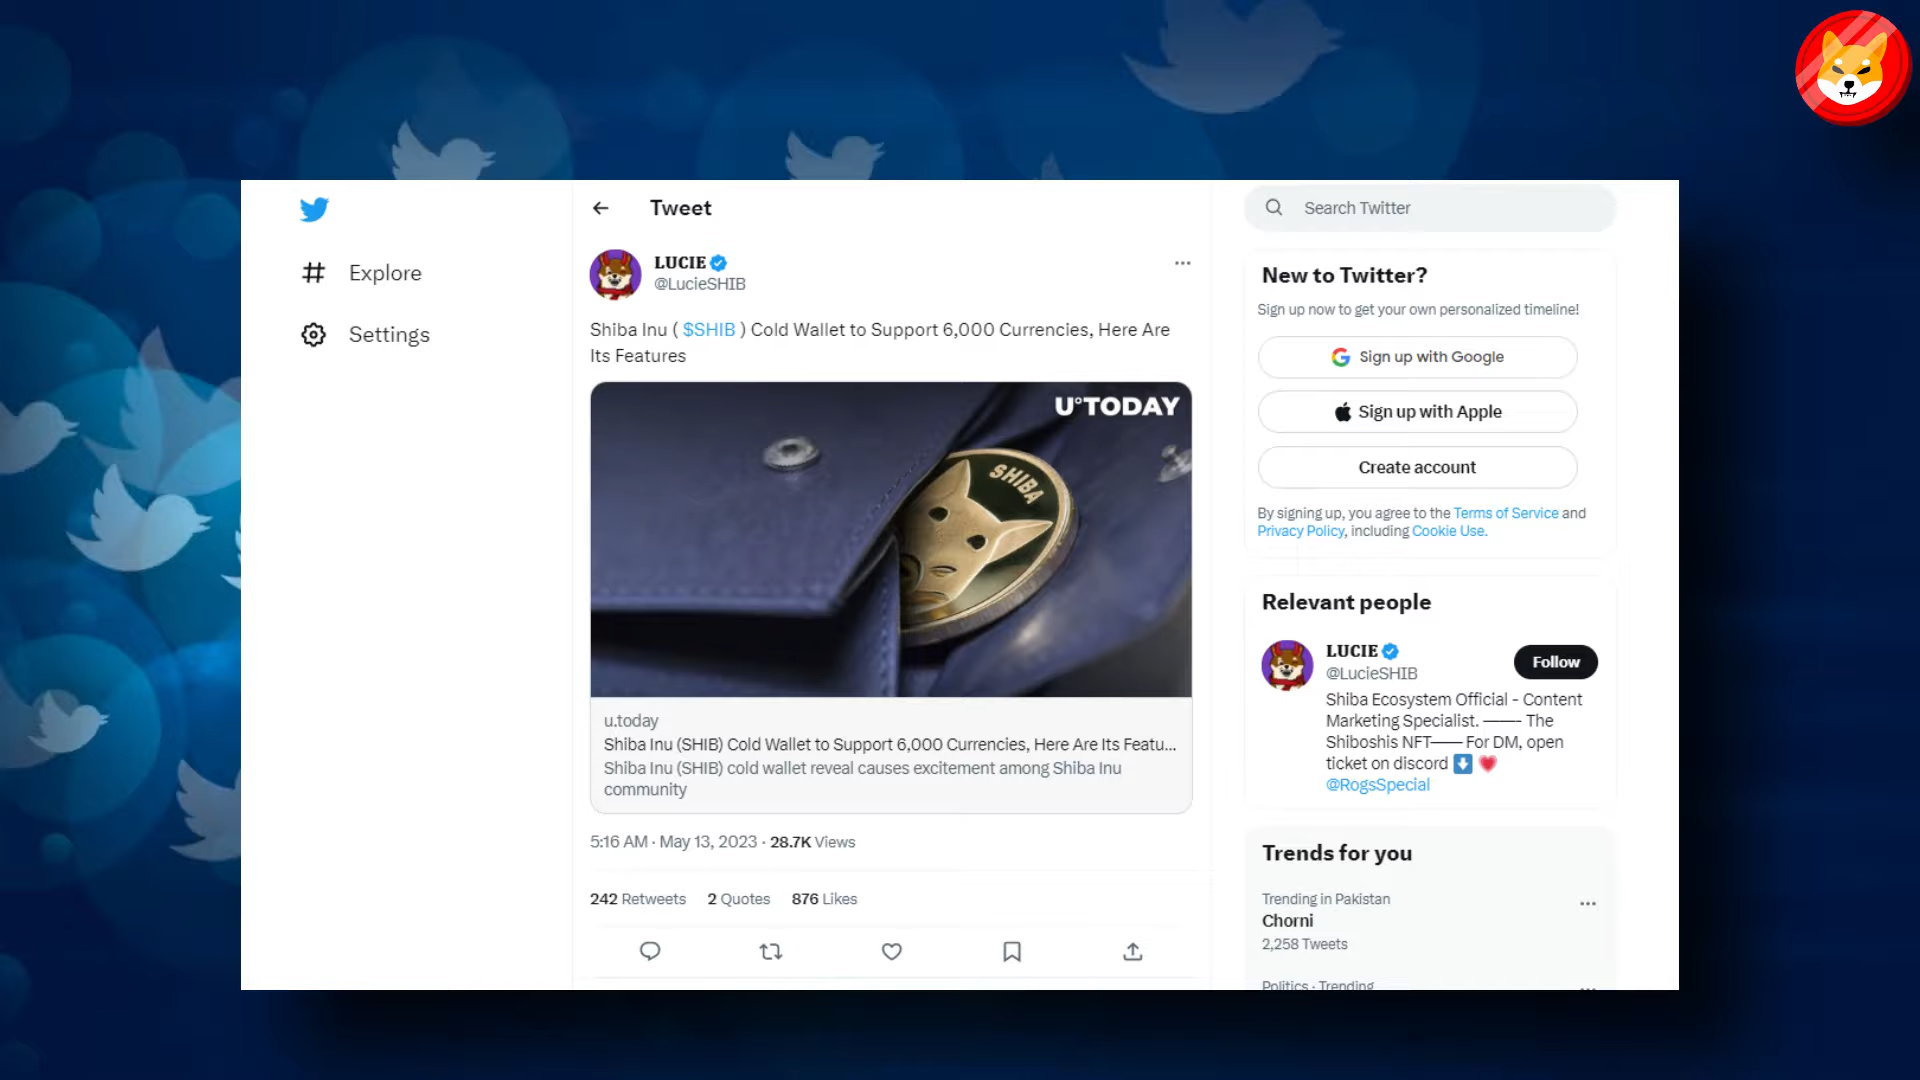 Tweet
Search Twitter
Explore
Settings
LUCIE
@LucieSHIB
Shiba Inu ( $SHIB ) Cold Wallet to Support 6,000 Currencies, Here Are
Its Features
U°TODAY
SHIBA
u.today
Shiba Inu (SHIB) Cold Wallet to Support 6,000 Currencies, Here Are Its Featu...
Shiba Inu (SHIB) cold wallet reveal causes excitement among Shiba Inu
community
5:16 AM · May 13, 2023 · 28.7K Views
242 Retweets 2 Quotes 876 Likes
New to Twitter?
Sign up now to get your own personalized timeline!
Sign up with Google
Sign up with Apple
Create account
By signing up, you agree to the Terms of Service and
Privacy Policy, including Cookie Use.
Relevant people
LUCIE
@LucieSHIB
Follow
Shiba Ecosystem Official - Content
Marketing Specialist. ——- The
Shiboshis NFT—— For DM, open
ticket on discord ⬇️ 💗
@RogsSpecial
Trends for you
Trending in Pakistan
Chorni
2,258 Tweets
Politics · Trending